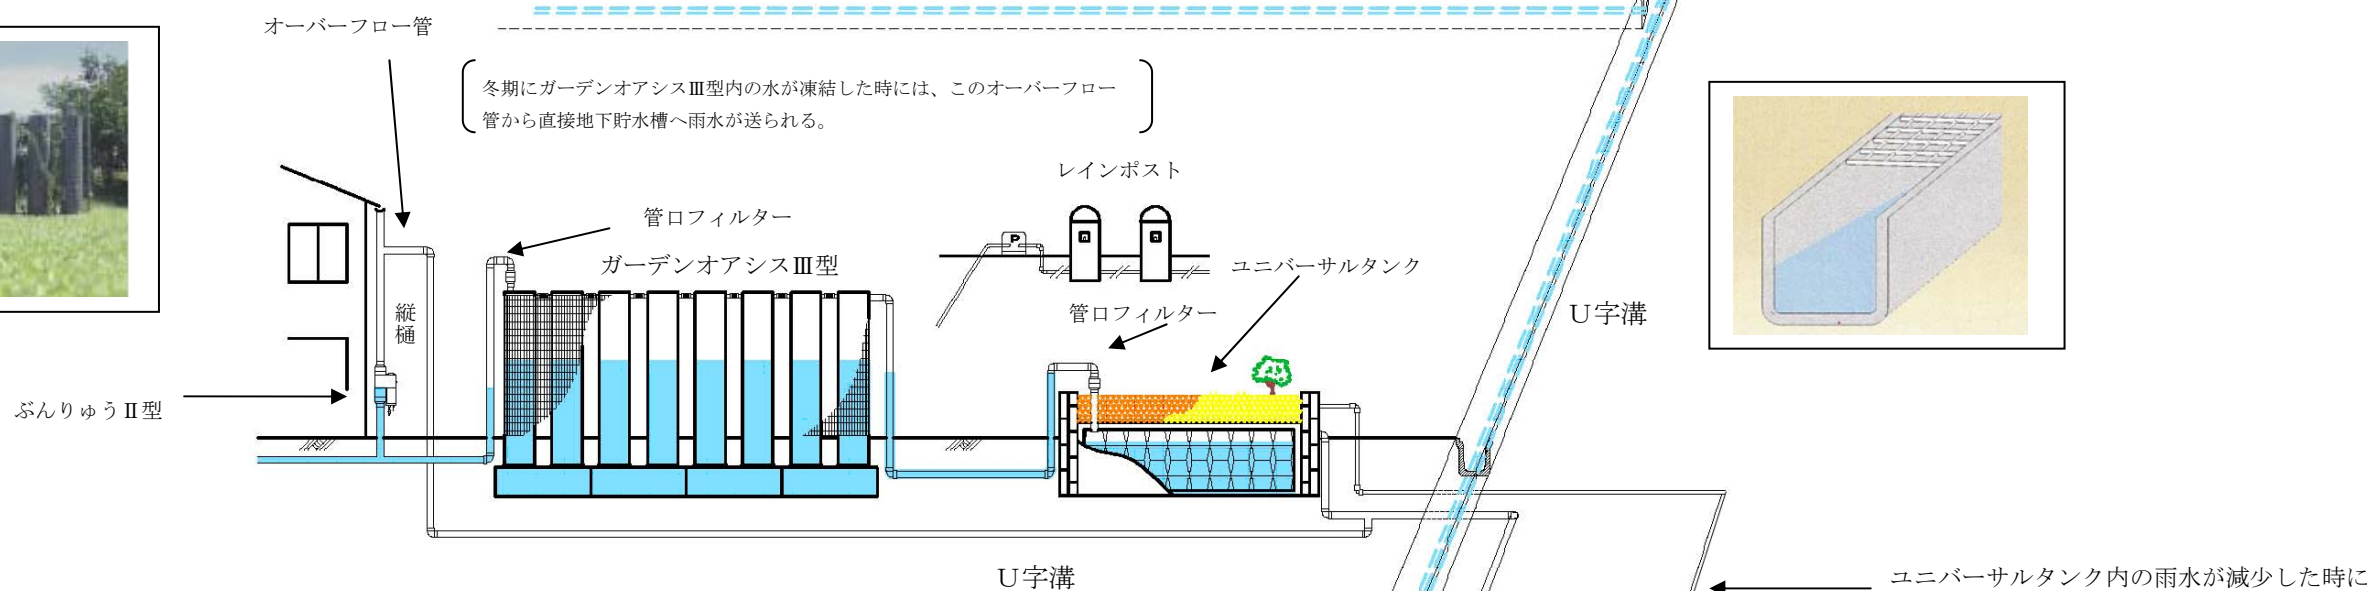 オーバーフロー管
冬期にガーデンオアシスⅢ型内の水が凍結した時には、このオーバーフロー
管から直接地下貯水槽へ雨水が送られる。
レインポスト
管口フィルター
P
ガーデンオアシスⅢ型
ユニバーサルタンク
縦樋
管口フィルター
U字溝
ぶんりゅうⅡ型
U字溝
ユニバーサルタンク内の雨水が減少した時に